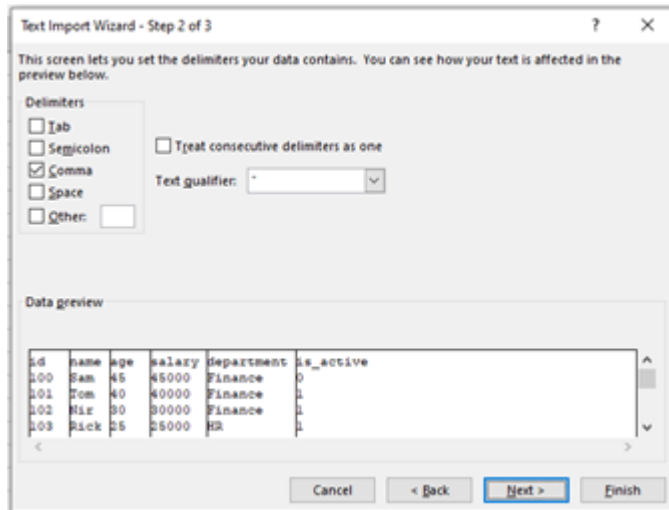 Text Import Wizard - Step 2 of 3
This screen lets you set the delimiters your data contains. You can see how your text is affected in the
preview below.
Delimiters
Tab
Semicolon
Comma
Space
Other:
Treat consecutive delimiters as one
Text qualifier: "
Data preview
id name age salary department is_active
100 Sam 45 45000 Finance 0
101 Tom 40 40000 Finance 1
102 Nir 30 30000 Finance 1
103 Rick 25 25000 HR 1
Cancel < Back Next > Finish